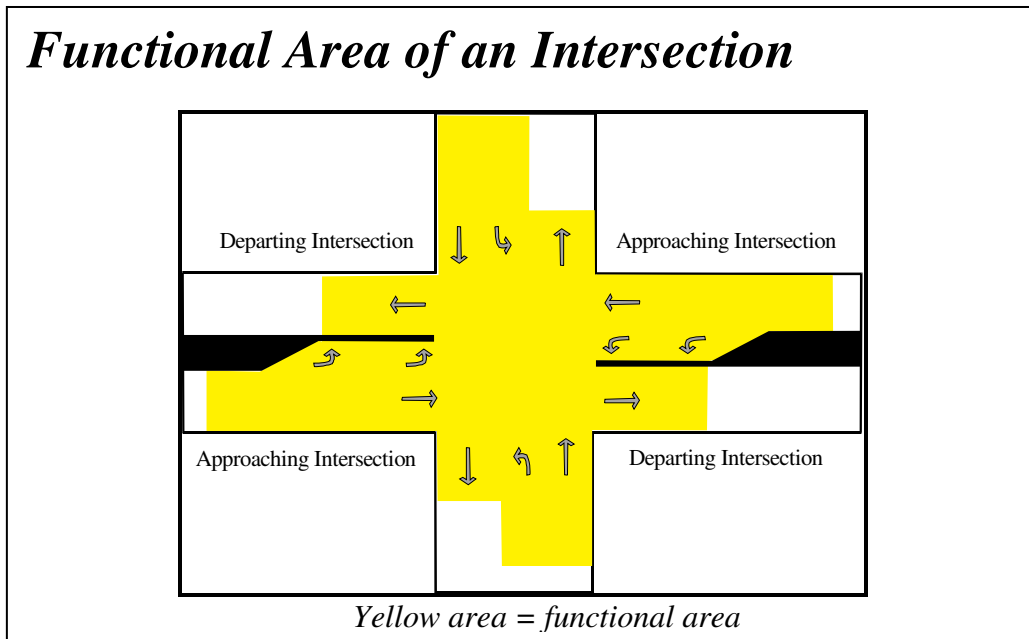 Functional Area of an Intersection
Departing Intersection
Approaching Intersection
Approaching Intersection
Departing Intersection
Yellow area = functional area